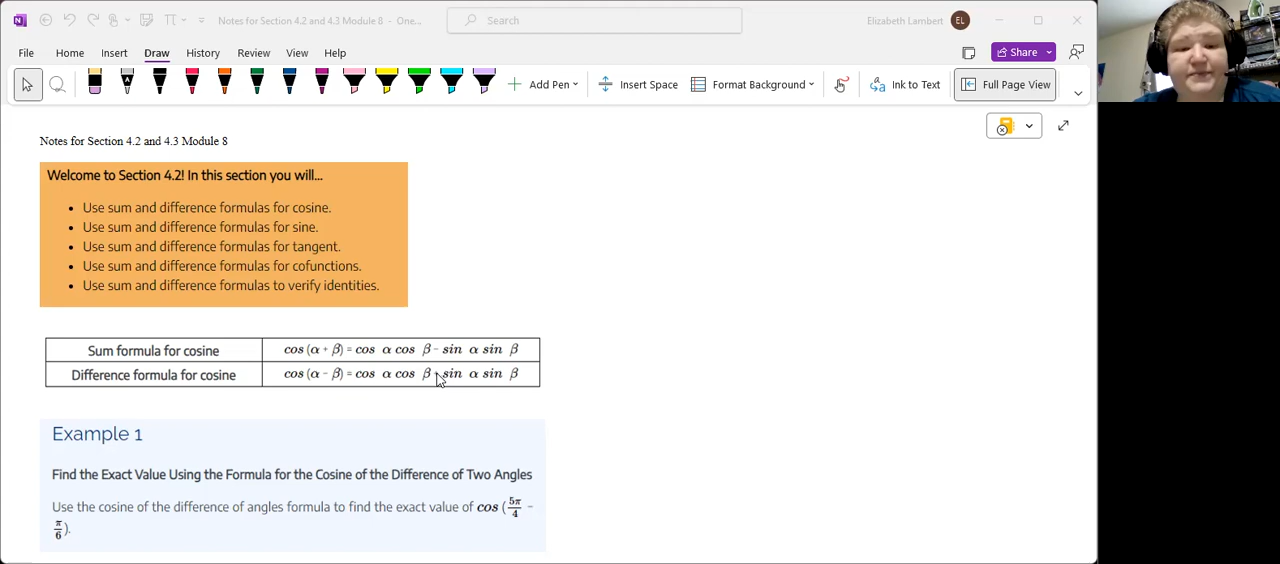 Notes for Section 4.2 and 4.3 Module 8 - One...
Search
Elizabeth Lambert
EL
File Home Insert Draw History Review View Help
Share
Add Pen
Insert Space
Format Background
Ink to Text
Full Page View
Notes for Section 4.2 and 4.3 Module 8
Welcome to Section 4.2! In this section you will...
• Use sum and difference formulas for cosine.
• Use sum and difference formulas for sine.
• Use sum and difference formulas for tangent.
• Use sum and difference formulas for cofunctions.
• Use sum and difference formulas to verify identities.
Sum formula for cosine cos (α + β) = cos α cos β − sin α sin β
Difference formula for cosine cos (α − β) = cos α cos β + sin α sin β
Example 1
Find the Exact Value Using the Formula for the Cosine of the Difference of Two Angles
Use the cosine of the difference of angles formula to find the exact value of cos (5π/4 −
π/6).